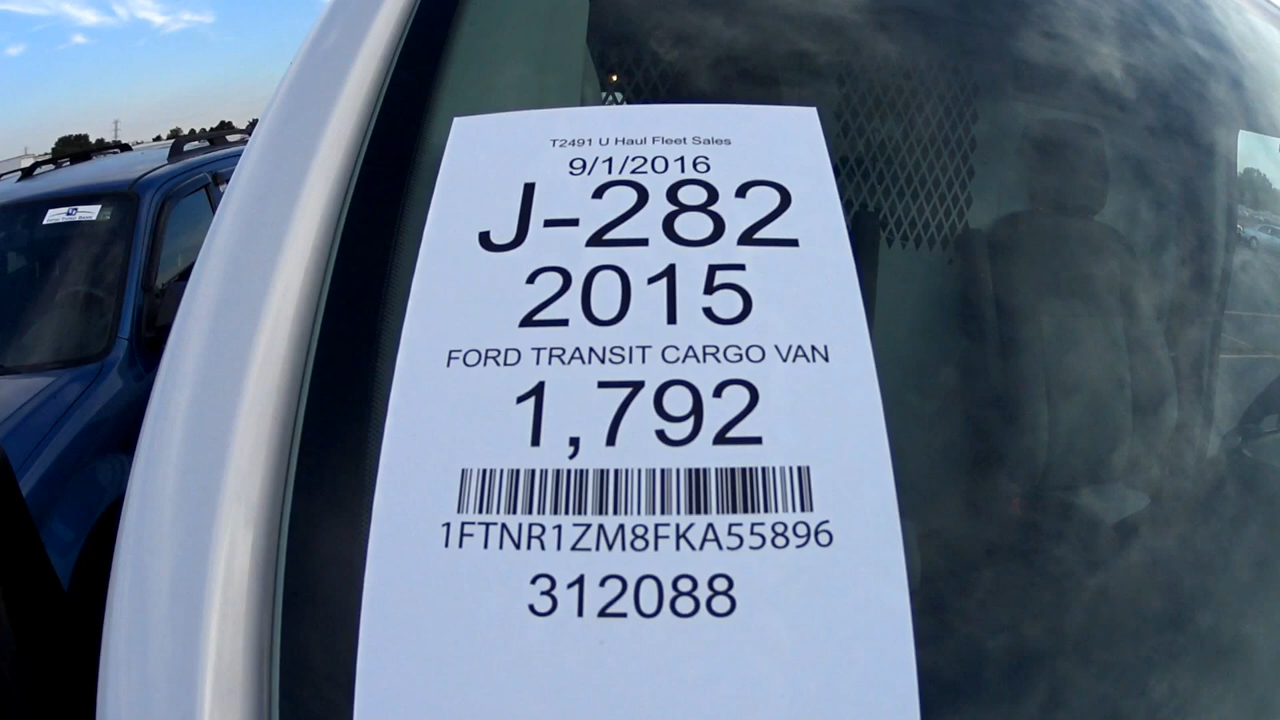 T2491 U Haul Fleet Sales
9/1/2016
J-282
2015
FORD TRANSIT CARGO VAN
1,792
1FTNR1ZM8FKA55896
312088